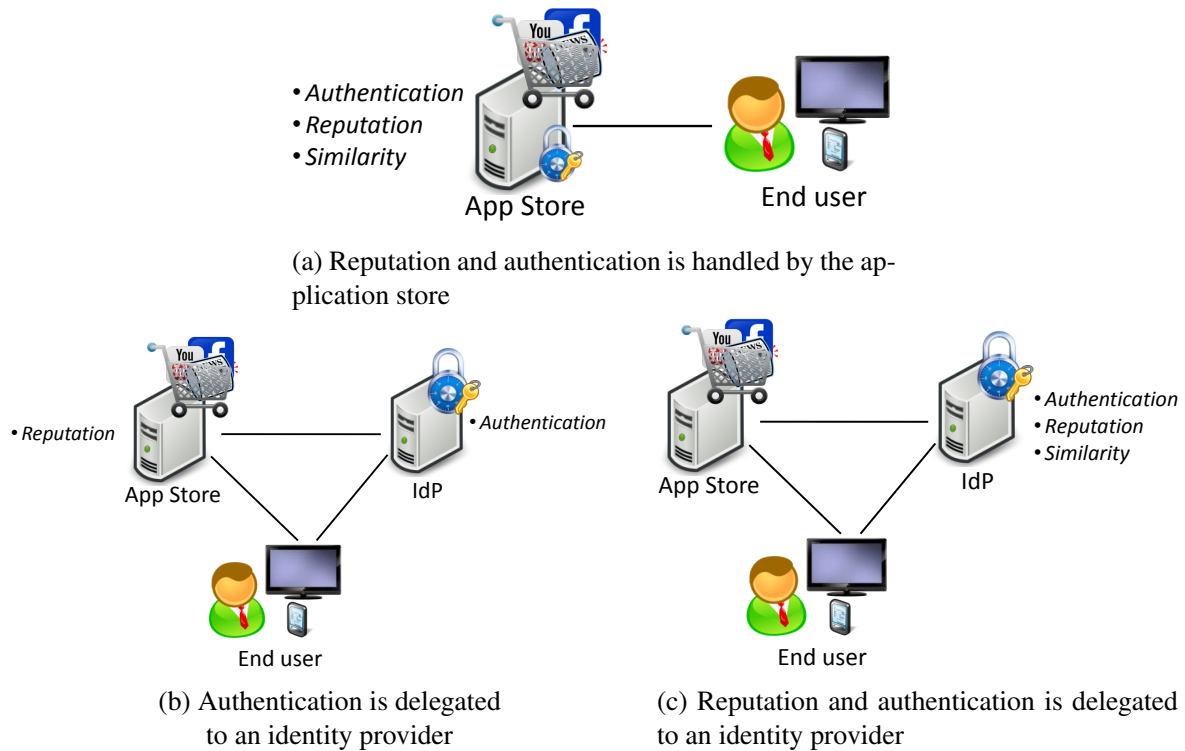 You
NEWS
• Authentication
• Reputation
• Similarity
App Store
End user
(a) Reputation and authentication is handled by the ap-
plication store
You
• Reputation
App Store
• Authentication
IdP
End user
(b) Authentication is delegated
to an identity provider
You
App Store
• Authentication
• Reputation
• Similarity
IdP
End user
(c) Reputation and authentication is delegated
to an identity provider